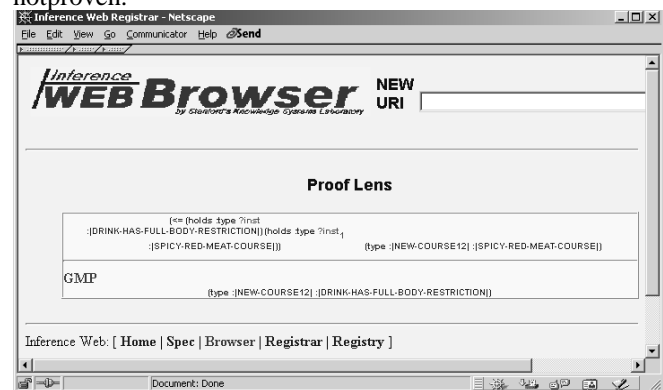 notproven.
Inference Web Registrar - Netscape
File Edit View Go Communicator Help Send
Inference
WEB Browser
by Stanford's Knowledge Systems Laboratory
NEW
URI
Proof Lens
(<= (holds :type ?inst
:|DRINK-HAS-FULL-BODY-RESTRICTION|) (holds :type ?inst
:|SPICY-RED-MEAT-COURSE|)) (type :|NEW-COURSE12| :|SPICY-RED-MEAT-COURSE|)
GMP
(type :|NEW-COURSE12| :|DRINK-HAS-FULL-BODY-RESTRICTION|)
Inference Web: [ Home | Spec | Browser | Registrar | Registry ]
Document: Done